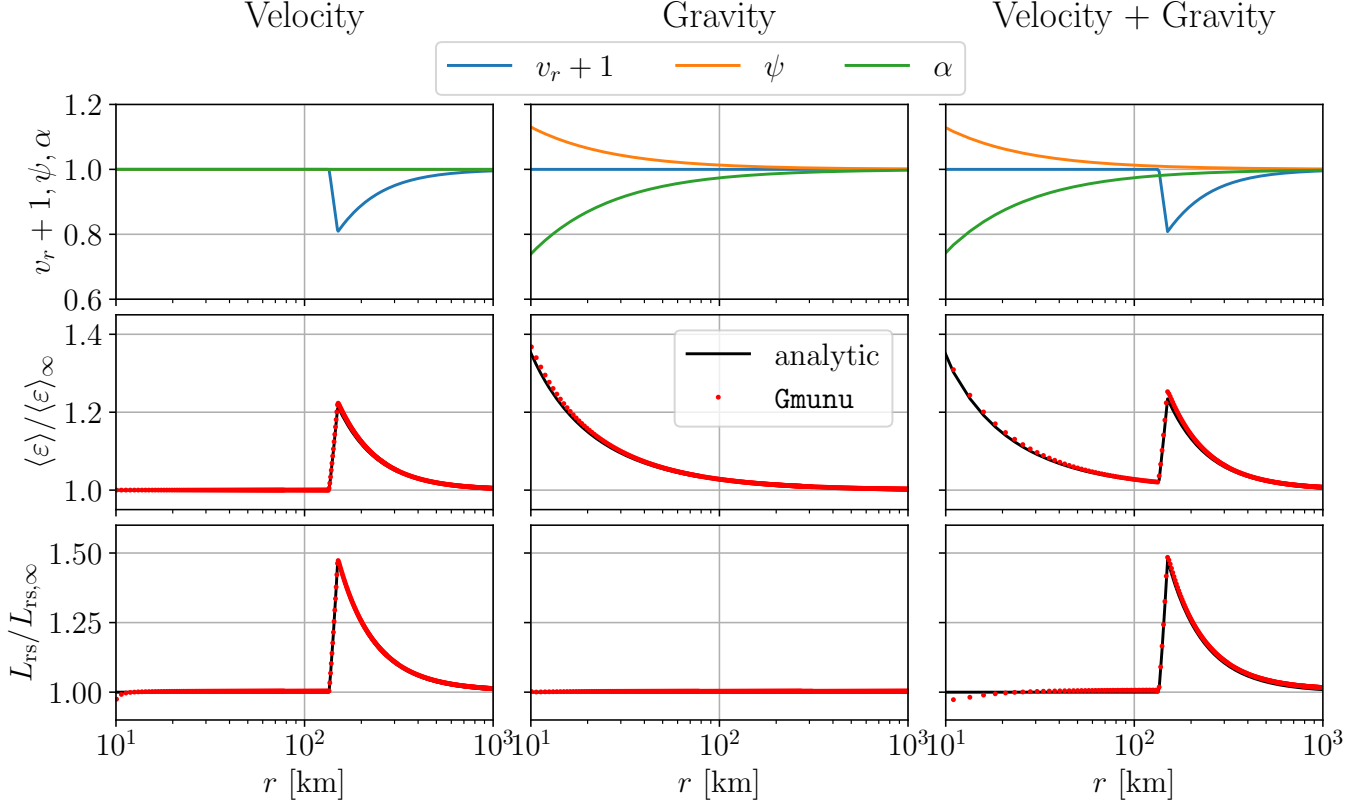 Velocity Gravity Velocity + Gravity
v_r + 1 ψ α
v_r + 1, ψ, α
1.2
1.0
0.8
0.6
⟨ε⟩/⟨ε⟩_∞
1.4
1.2
1.0
analytic
Gmunu
L_rs/L_rs,∞
1.50
1.25
1.00
10^1 10^2 10^3 10^1 10^2 10^3 10^1 10^2 10^3
r [km] r [km] r [km]